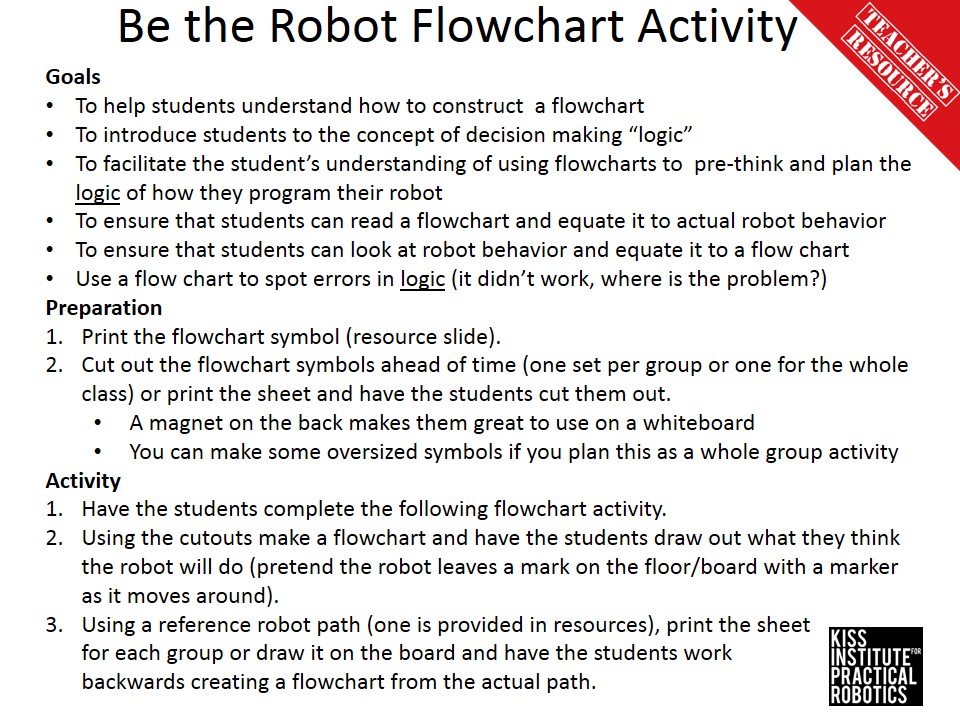 Be the Robot Flowchart Activity
TEACHER'S
RESOURCE
Goals
• To help students understand how to construct  a flowchart
• To introduce students to the concept of decision making “logic”
• To facilitate the student’s understanding of using flowcharts to  pre-think and plan the
logic of how they program their robot
• To ensure that students can read a flowchart and equate it to actual robot behavior
• To ensure that students can look at robot behavior and equate it to a flow chart
• Use a flow chart to spot errors in logic (it didn’t work, where is the problem?)
Preparation
1. Print the flowchart symbol (resource slide).
2. Cut out the flowchart symbols ahead of time (one set per group or one for the whole
class) or print the sheet and have the students cut them out.
• A magnet on the back makes them great to use on a whiteboard
• You can make some oversized symbols if you plan this as a whole group activity
Activity
1. Have the students complete the following flowchart activity.
2. Using the cutouts make a flowchart and have the students draw out what they think
the robot will do (pretend the robot leaves a mark on the floor/board with a marker
as it moves around).
3. Using a reference robot path (one is provided in resources), print the sheet
for each group or draw it on the board and have the students work
backwards creating a flowchart from the actual path.
KISS
INSTITUTE FOR
PRACTICAL
ROBOTICS